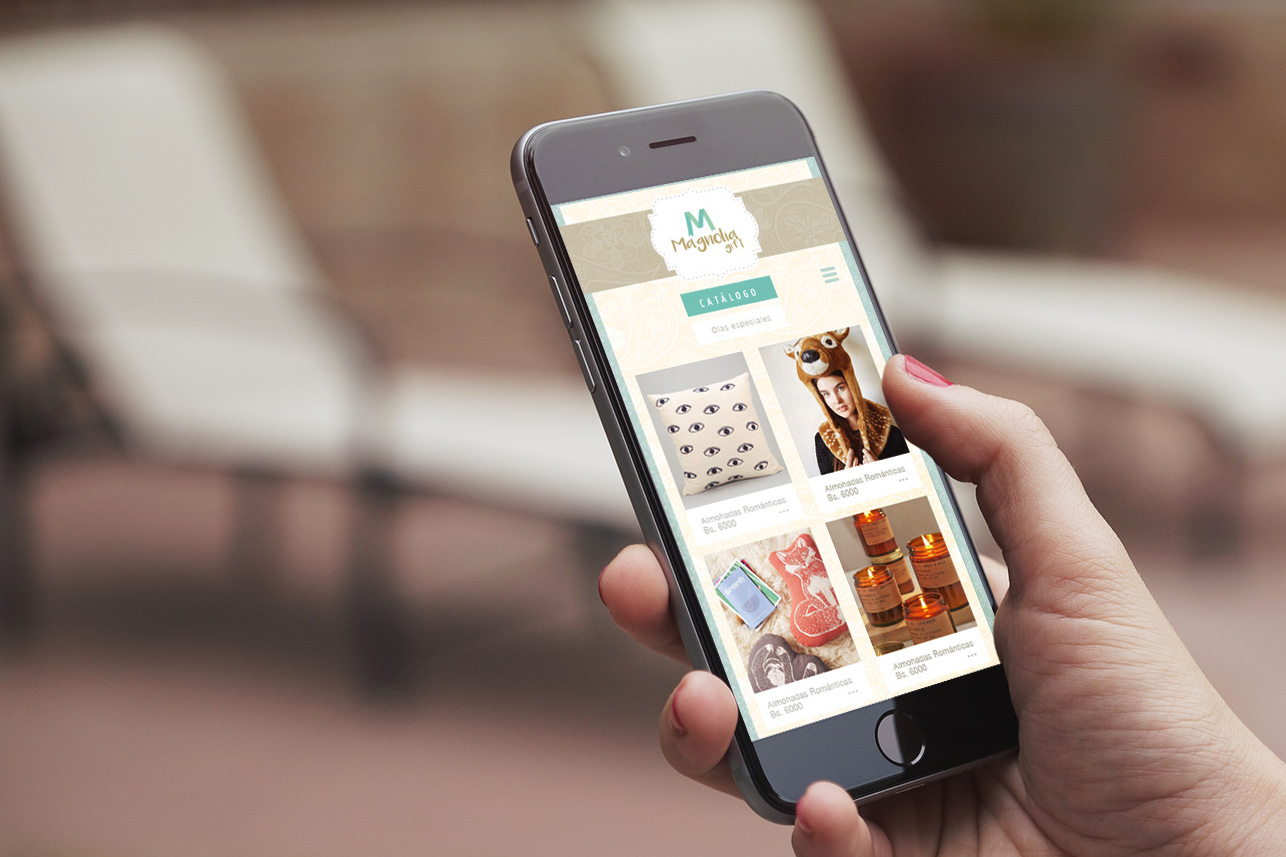 M
Magnolia
gift
CATÁLOGO
Días especiales
Almohadas Románticas
Bs. 6000
...
Almohadas Románticas
Bs. 6000
...
Almohadas Románticas
Bs. 6000
...
Almohadas Románticas
Bs. 6000
...